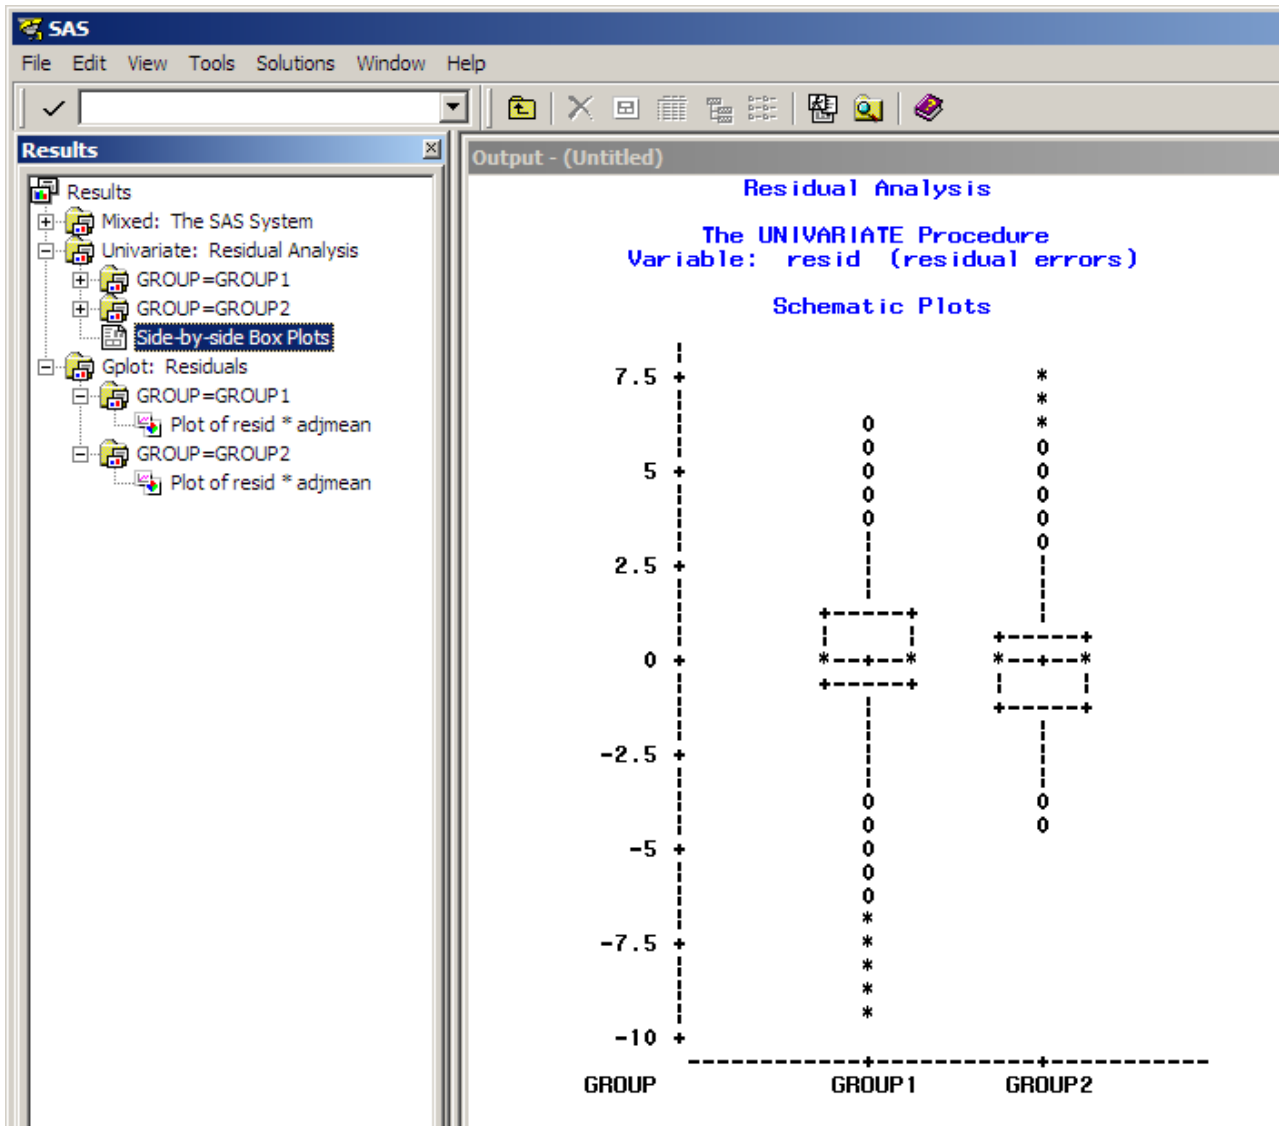 SAS
File Edit View Tools Solutions Window Help
Results
Results
Mixed: The SAS System
Univariate: Residual Analysis
GROUP=GROUP1
GROUP=GROUP2
Side-by-side Box Plots
Gplot: Residuals
GROUP=GROUP1
Plot of resid * adjmean
GROUP=GROUP2
Plot of resid * adjmean
Output - (Untitled)
Residual Analysis
The UNIVARIATE Procedure
Variable: resid (residual errors)
Schematic Plots
7.5
5
2.5
0
-2.5
-5
-7.5
-10
GROUP GROUP1 GROUP2